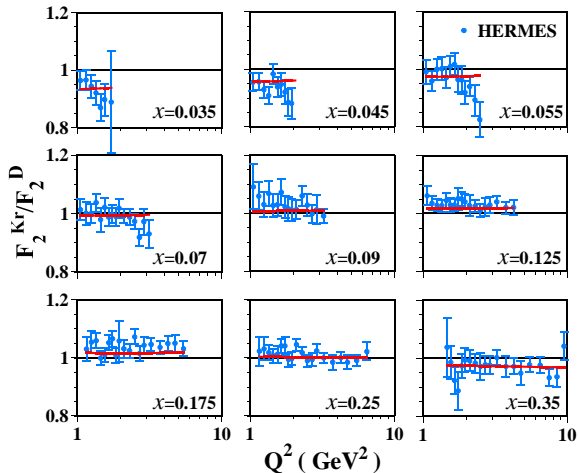 1.2
1
0.8
HERMES
x=0.035
x=0.045
x=0.055
1.2
1
0.8
x=0.07
x=0.09
x=0.125
1.2
1
0.8
x=0.175
x=0.25
x=0.35
1 10 1 10 1 10
F₂ᴷʳ/F₂ᴰ
Q² ( GeV² )